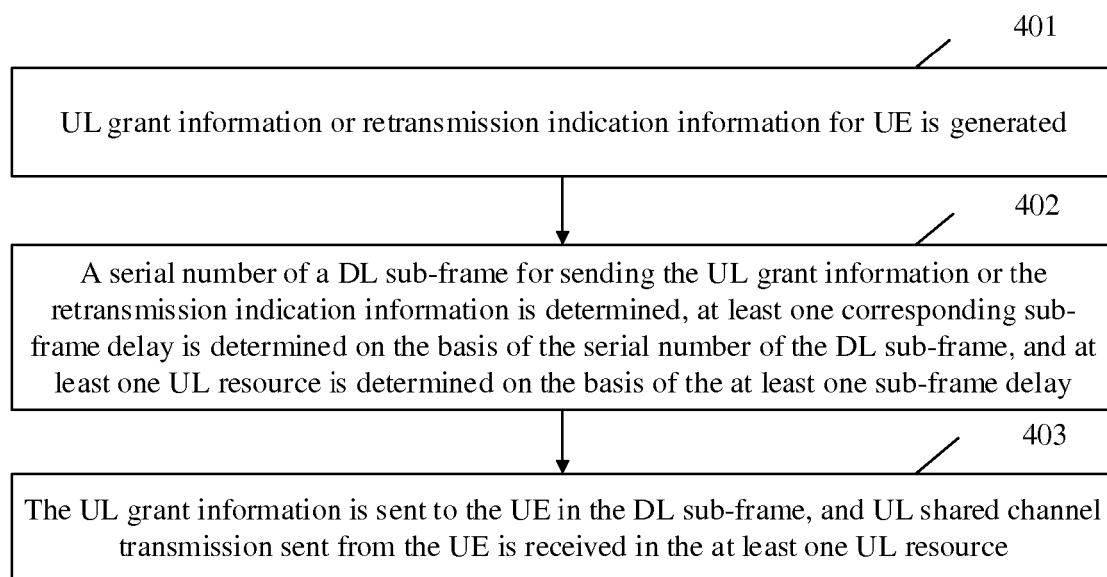 401
UL grant information or retransmission indication information for UE is generated
402
A serial number of a DL sub-frame for sending the UL grant information or the
retransmission indication information is determined, at least one corresponding sub-
frame delay is determined on the basis of the serial number of the DL sub-frame, and at
least one UL resource is determined on the basis of the at least one sub-frame delay
403
The UL grant information is sent to the UE in the DL sub-frame, and UL shared channel
transmission sent from the UE is received in the at least one UL resource